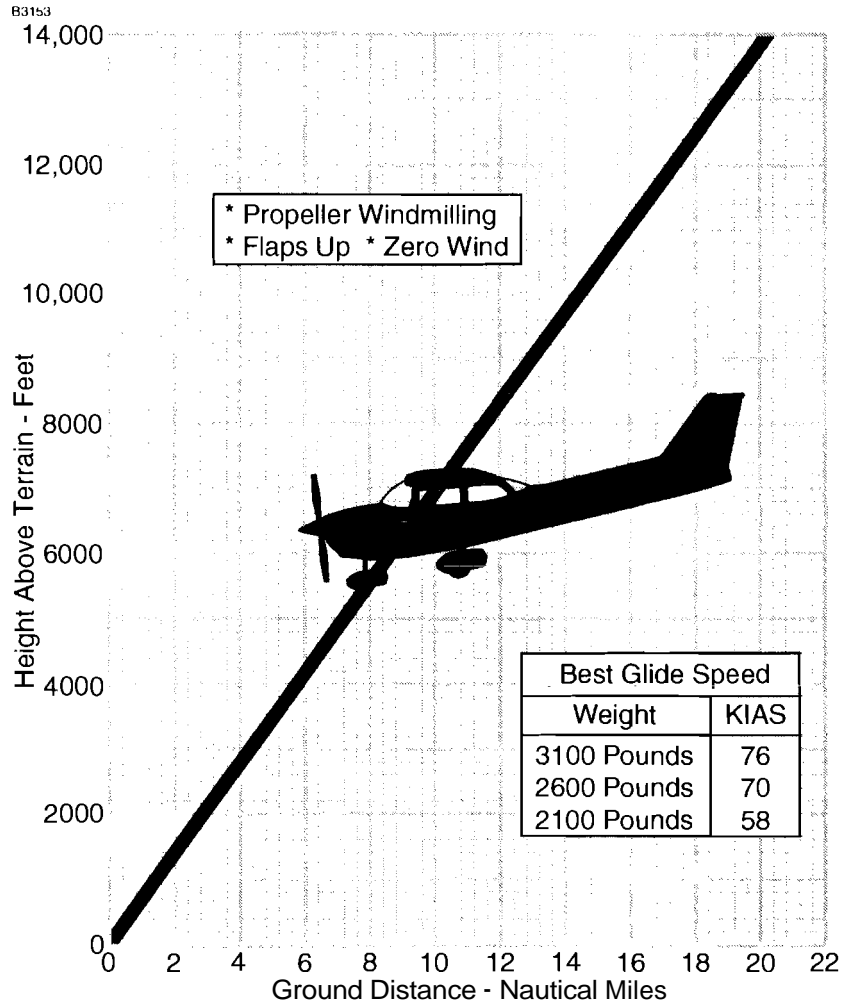 B3153
14,000
12,000
10,000
8000
6000
4000
2000
0
Height Above Terrain - Feet
* Propeller Windmilling
* Flaps Up * Zero Wind
Best Glide Speed
Weight KIAS
3100 Pounds 76
2600 Pounds 70
2100 Pounds 58
0 2 4 6 8 10 12 14 16 18 20 22
Ground Distance - Nautical Miles